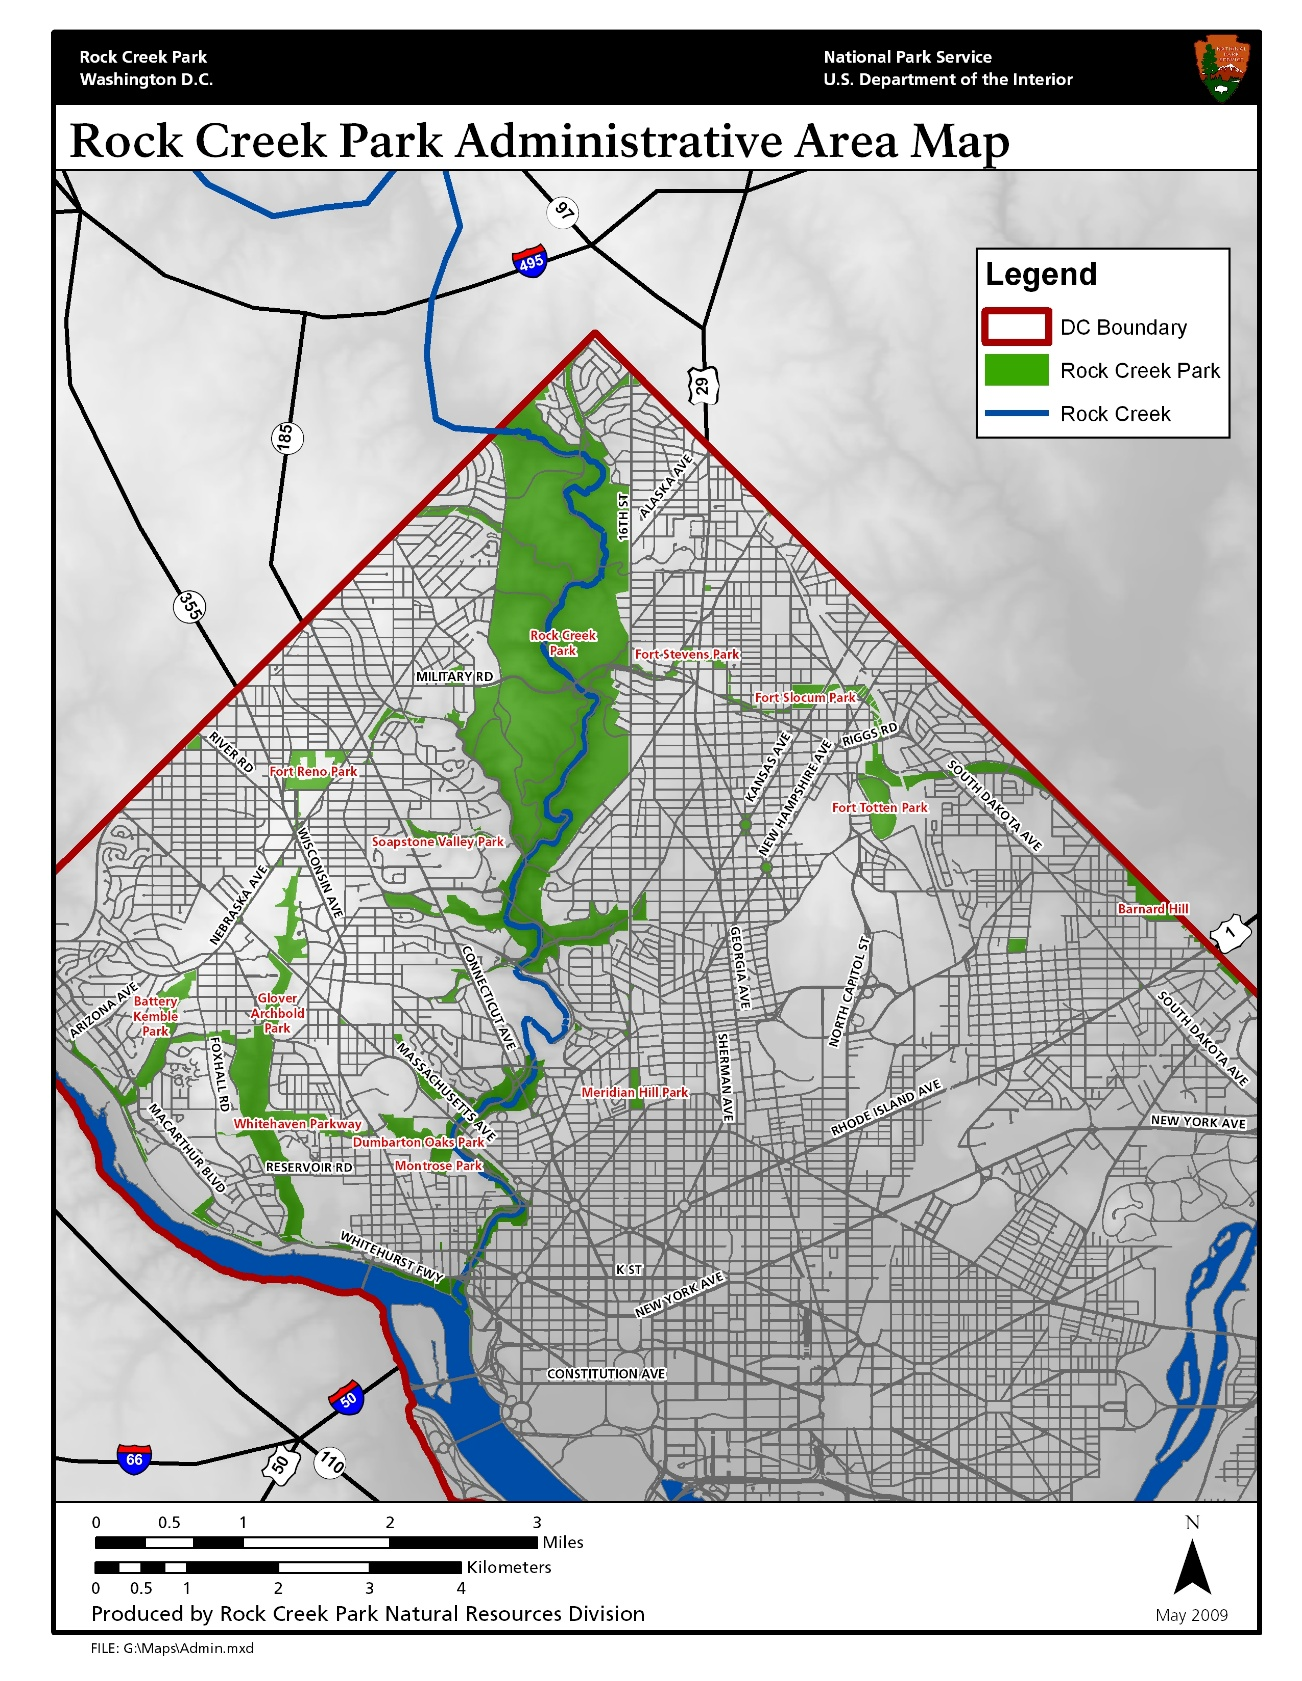 Rock Creek Park
Washington D.C.
National Park Service
U.S. Department of the Interior
NATIONAL
PARK
SERVICE
Rock Creek Park Administrative Area Map
97
495
Legend
DC Boundary
Rock Creek Park
Rock Creek
29
185
ALASKA AVE
16TH ST
355
Rock Creek
Park
Fort Stevens Park
MILITARY RD
Fort Slocum Park
RIGGS RD
RIVER RD
KANSAS AVE
NEW HAMPSHIRE AVE
Fort Reno Park
SOUTH DAKOTA AVE
Fort Totten Park
Soapstone Valley Park
WISCONSIN AVE
NEBRASKA AVE
Barnard Hill
1
GEORGIA AVE
NORTH CAPITOL ST
CONNECTICUT AVE
ARIZONA AVE
Battery
Kemble
Park
Glover
Archbold
Park
SOUTH DAKOTA AVE
FOXHALL RD
MASSACHUSETTS AVE
SHERMAN AVE
Meridian Hill Park
RHODE ISLAND AVE
NEW YORK AVE
MACARTHUR BLVD
Whitehaven Parkway
Dumbarton Oaks Park
Montrose Park
RESERVOIR RD
WHITEHURST FWY
K ST
NEW YORK AVE
CONSTITUTION AVE
50
66
50
110
0 0.5 1 2 3
Miles
Kilometers
0 0.5 1 2 3 4
Produced by Rock Creek Park Natural Resources Division
N
May 2009
FILE: G:\Maps\Admin.mxd